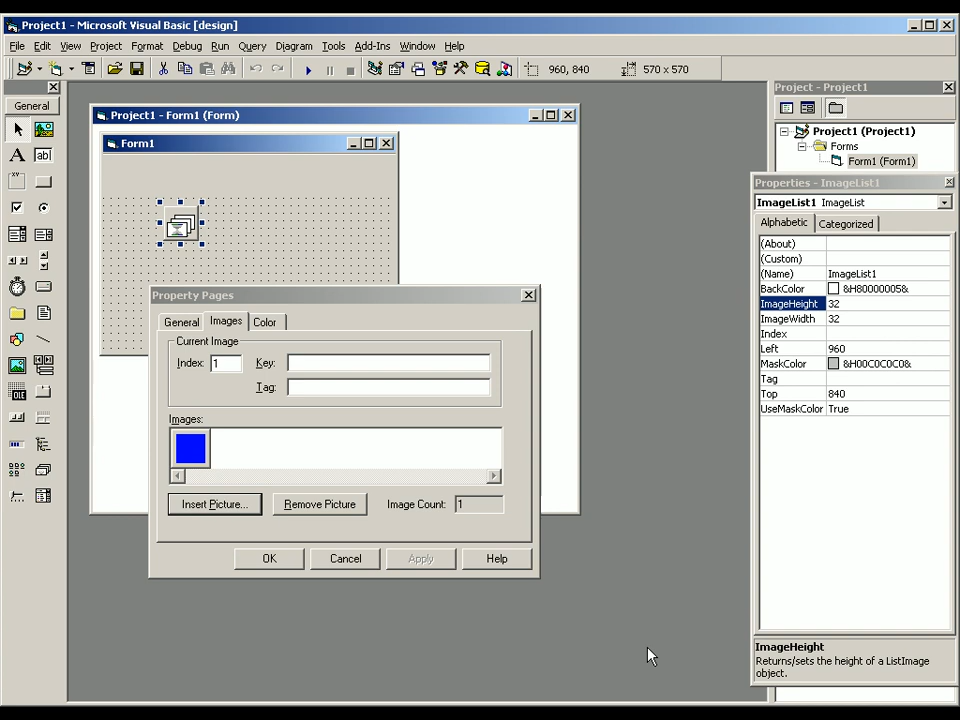 Project1 - Microsoft Visual Basic [design]
File Edit View Project Format Debug Run Query Diagram Tools Add-Ins Window Help
960, 840 570 x 570
General
A ab|
xv
OLE
Project1 - Form1 (Form)
Form1
Property Pages
General Images Color
Current Image
Index: 1 Key:
Tag:
Images:
Insert Picture... Remove Picture Image Count: 1
OK Cancel Apply Help
Project - Project1
Project1 (Project1)
Forms
Form1 (Form1)
Properties - ImageList1
ImageList1 ImageList
Alphabetic Categorized
(About)
(Custom)
(Name) ImageList1
BackColor &H80000005&
ImageHeight 32
ImageWidth 32
Index
Left 960
MaskColor &H00C0C0C0&
Tag
Top 840
UseMaskColor True
ImageHeight
Returns/sets the height of a ListImage
object.